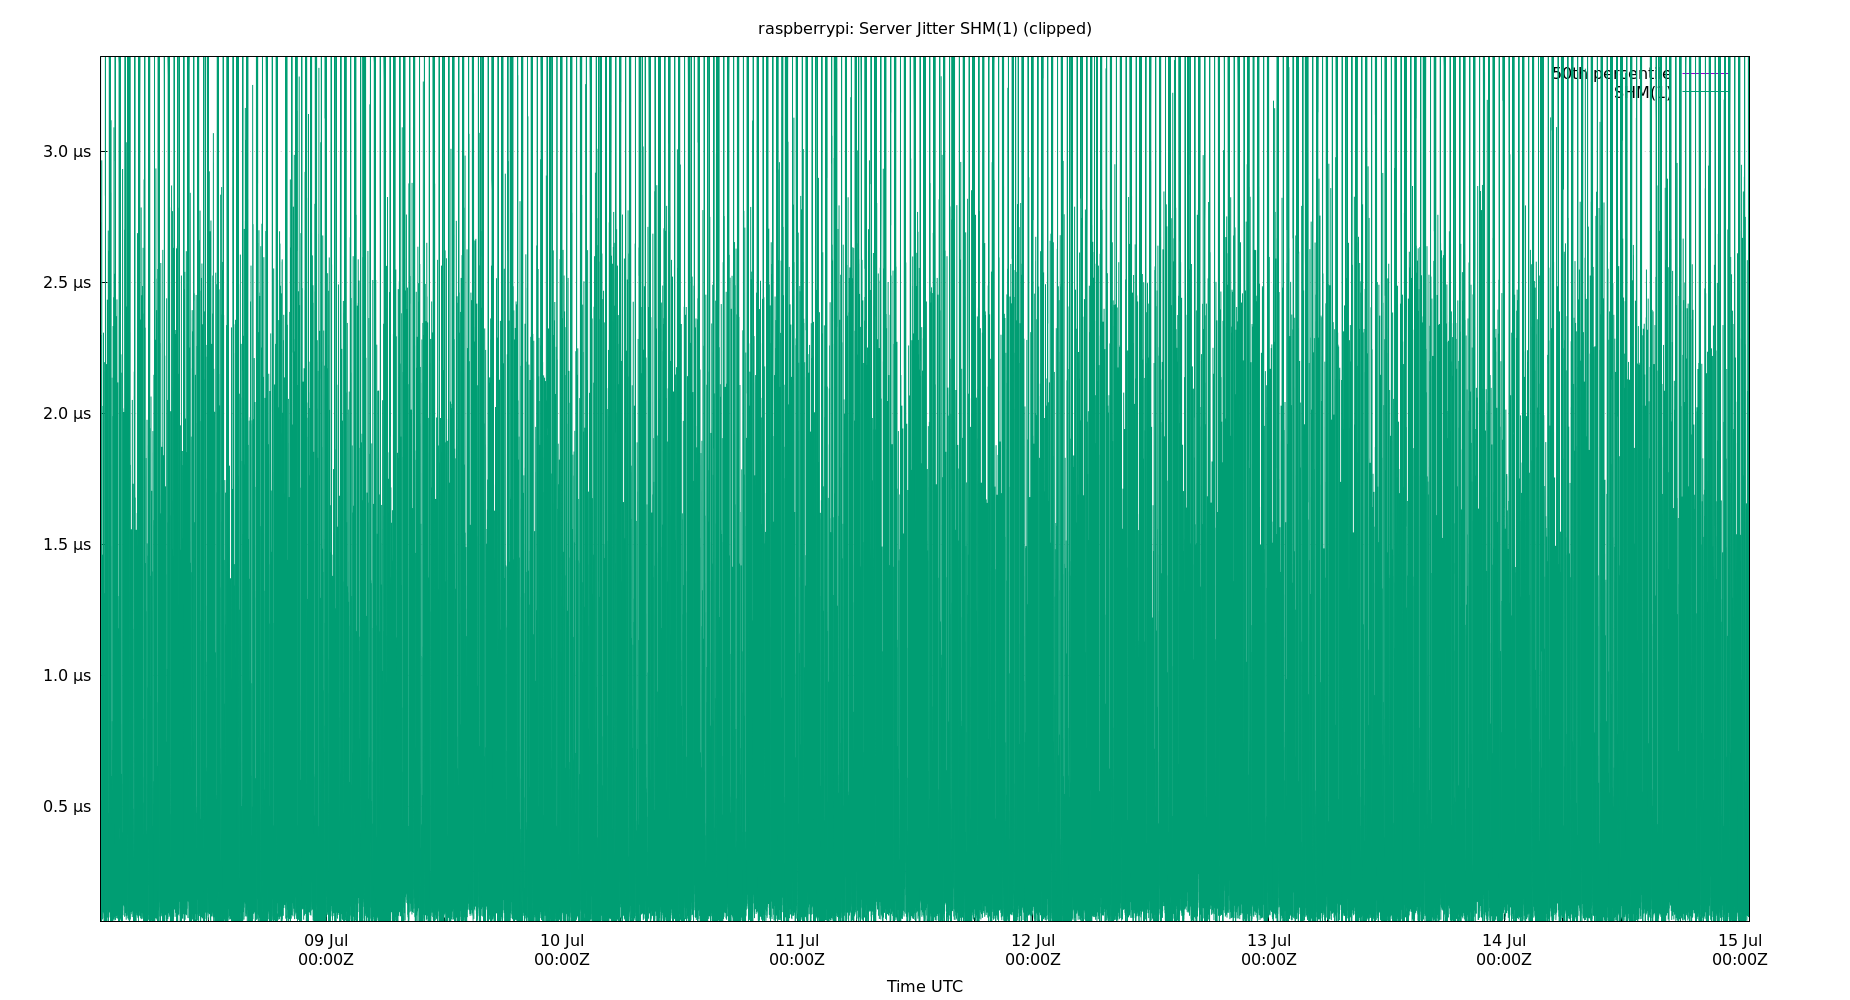 raspberrypi: Server Jitter SHM(1) (clipped)
50th percentile
SHM(1)
3.0 µs
2.5 µs
2.0 µs
1.5 µs
1.0 µs
0.5 µs
09 Jul 10 Jul 11 Jul 12 Jul 13 Jul 14 Jul 15 Jul
00:00Z 00:00Z 00:00Z 00:00Z 00:00Z 00:00Z 00:00Z
Time UTC